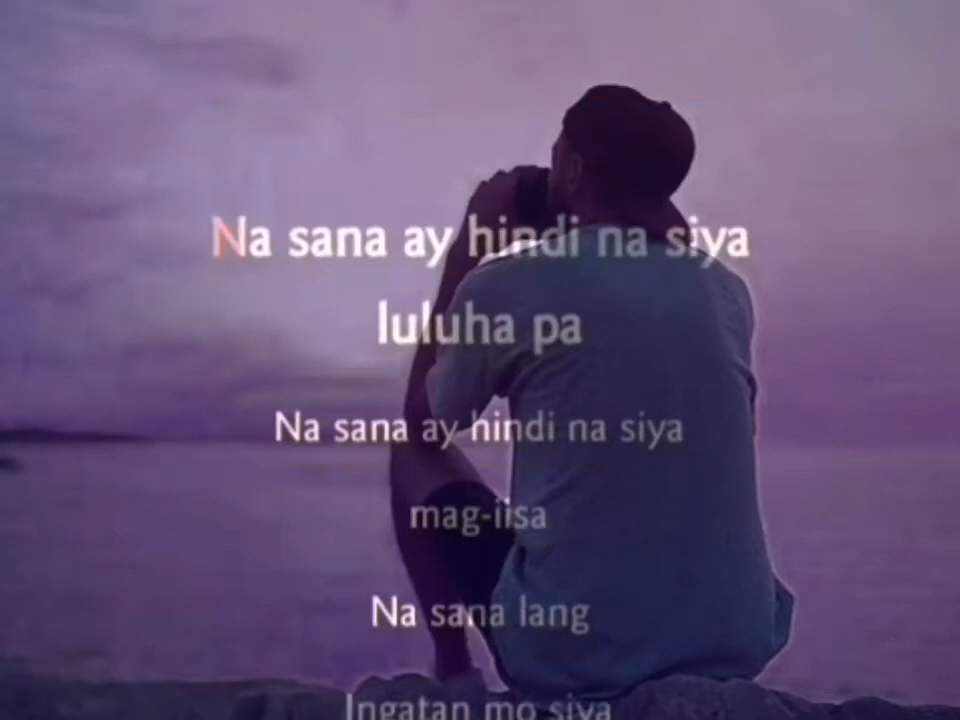 Na sana ay hindi na siya
luluha pa
Na sana ay hindi na siya
mag-iisa
Na sana lang
Ingatan mo siya